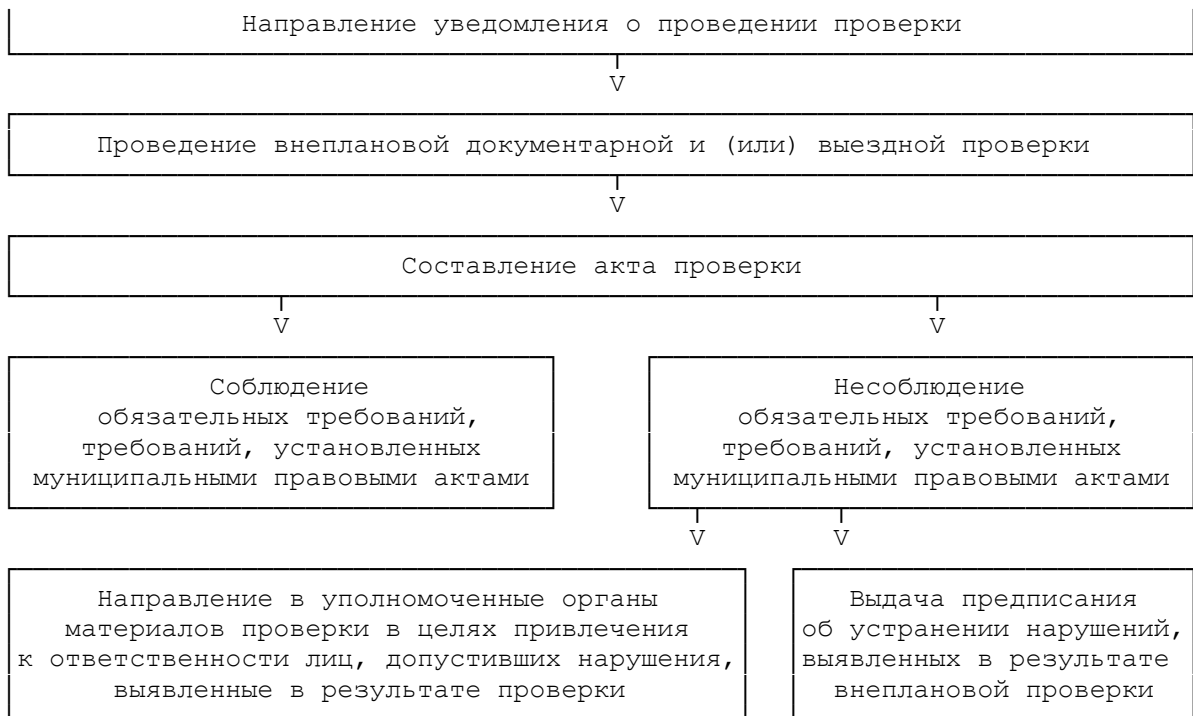 Направление уведомления о проведении проверки
V
Проведение внеплановой документарной и (или) выездной проверки
V
Составление акта проверки
V V
Соблюдение
обязательных требований,
требований, установленных
муниципальными правовыми актами
Несоблюдение
обязательных требований,
требований, установленных
муниципальными правовыми актами
V V
Направление в уполномоченные органы
материалов проверки в целях привлечения
к ответственности лиц, допустивших нарушения,
выявленные в результате проверки
Выдача предписания
об устранении нарушений,
выявленных в результате
внеплановой проверки